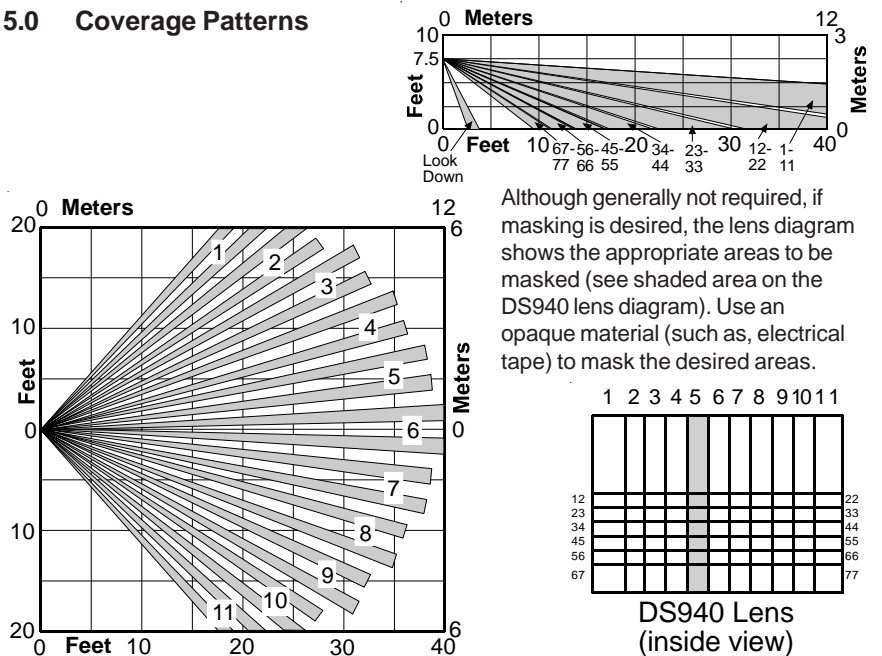 5.0 Coverage Patterns
0 Meters 12
10 3
7.5
Feet
Meters
0 0
Feet 10 20 30 40
Look
Down
67- 56- 45- 34- 23- 12- 1-
77 66 55 44 33 22 11
Although generally not required, if
masking is desired, the lens diagram
shows the appropriate areas to be
masked (see shaded area on the
DS940 lens diagram). Use an
opaque material (such as, electrical
tape) to mask the desired areas.
0 Meters 12
20 6
1
2
3
10 4
Feet
Meters
5
0 6 0
7
10 8
9
10
11
20 6
0 Feet 10 20 30 40
1 2 3 4 5 6 7 8 9 10 11
12 22
23 33
34 44
45 55
56 66
67 77
DS940 Lens
(inside view)